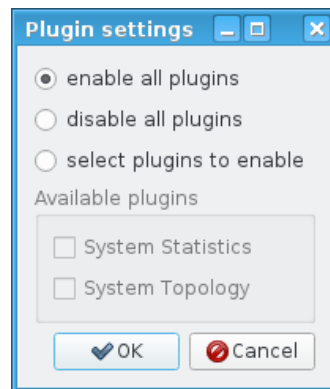 Plugin settings
enable all plugins
disable all plugins
select plugins to enable
Available plugins
System Statistics
System Topology
OK Cancel